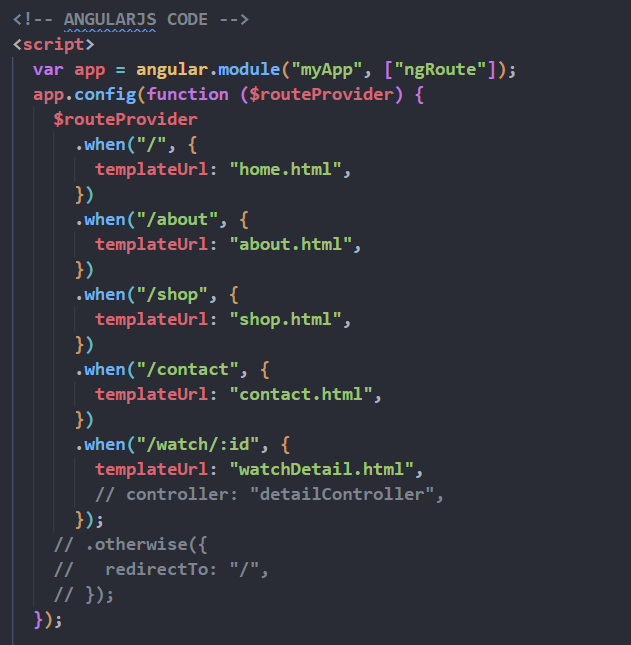 <!-- ANGULARJS CODE -->
<script>
  var app = angular.module("myApp", ["ngRoute"]);
  app.config(function ($routeProvider) {
    $routeProvider
      .when("/", {
        templateUrl: "home.html",
      })
      .when("/about", {
        templateUrl: "about.html",
      })
      .when("/shop", {
        templateUrl: "shop.html",
      })
      .when("/contact", {
        templateUrl: "contact.html",
      })
      .when("/watch/:id", {
        templateUrl: "watchDetail.html",
        // controller: "detailController",
      });
    // .otherwise({
    //   redirectTo: "/",
    // });
  });